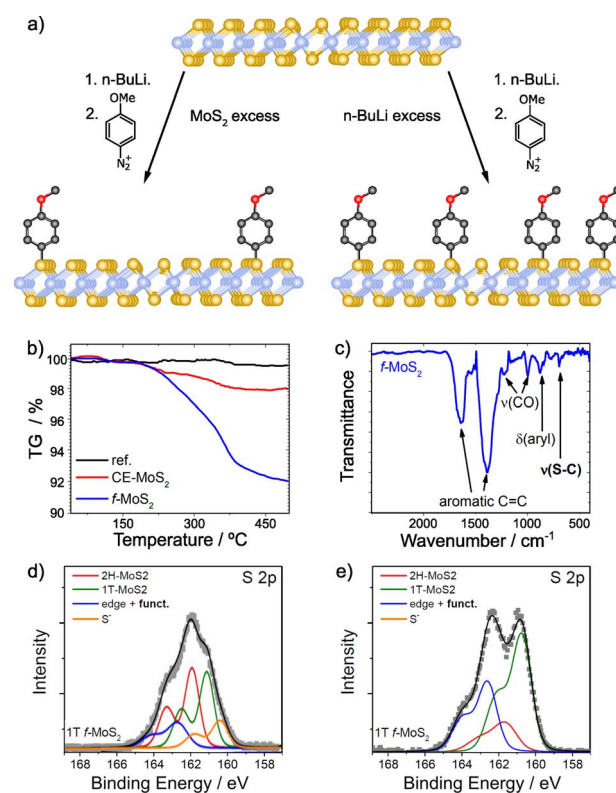 a)
1. n-BuLi.
2.
OMe
N2+
MoS2 excess
n-BuLi excess
1. n-BuLi.
2.
OMe
N2+
b)
100
98
96
94
92
90
TG / %
ref.
CE-MoS2
f-MoS2
150
300
450
Temperature / ºC
c)
f-MoS2
Transmittance
ν(CO)
δ(aryl)
ν(S-C)
aromatic C=C
2000
1500
1000
500
Wavenumber / cm-1
d)
S 2p
2H-MoS2
1T-MoS2
edge + funct.
S-
Intensity
1T f-MoS2
168
166
164
162
160
158
Binding Energy / eV
e)
S 2p
2H-MoS2
1T-MoS2
edge + funct.
S-
Intensity
1T f-MoS2
168
166
164
162
160
158
Binding Energy / eV